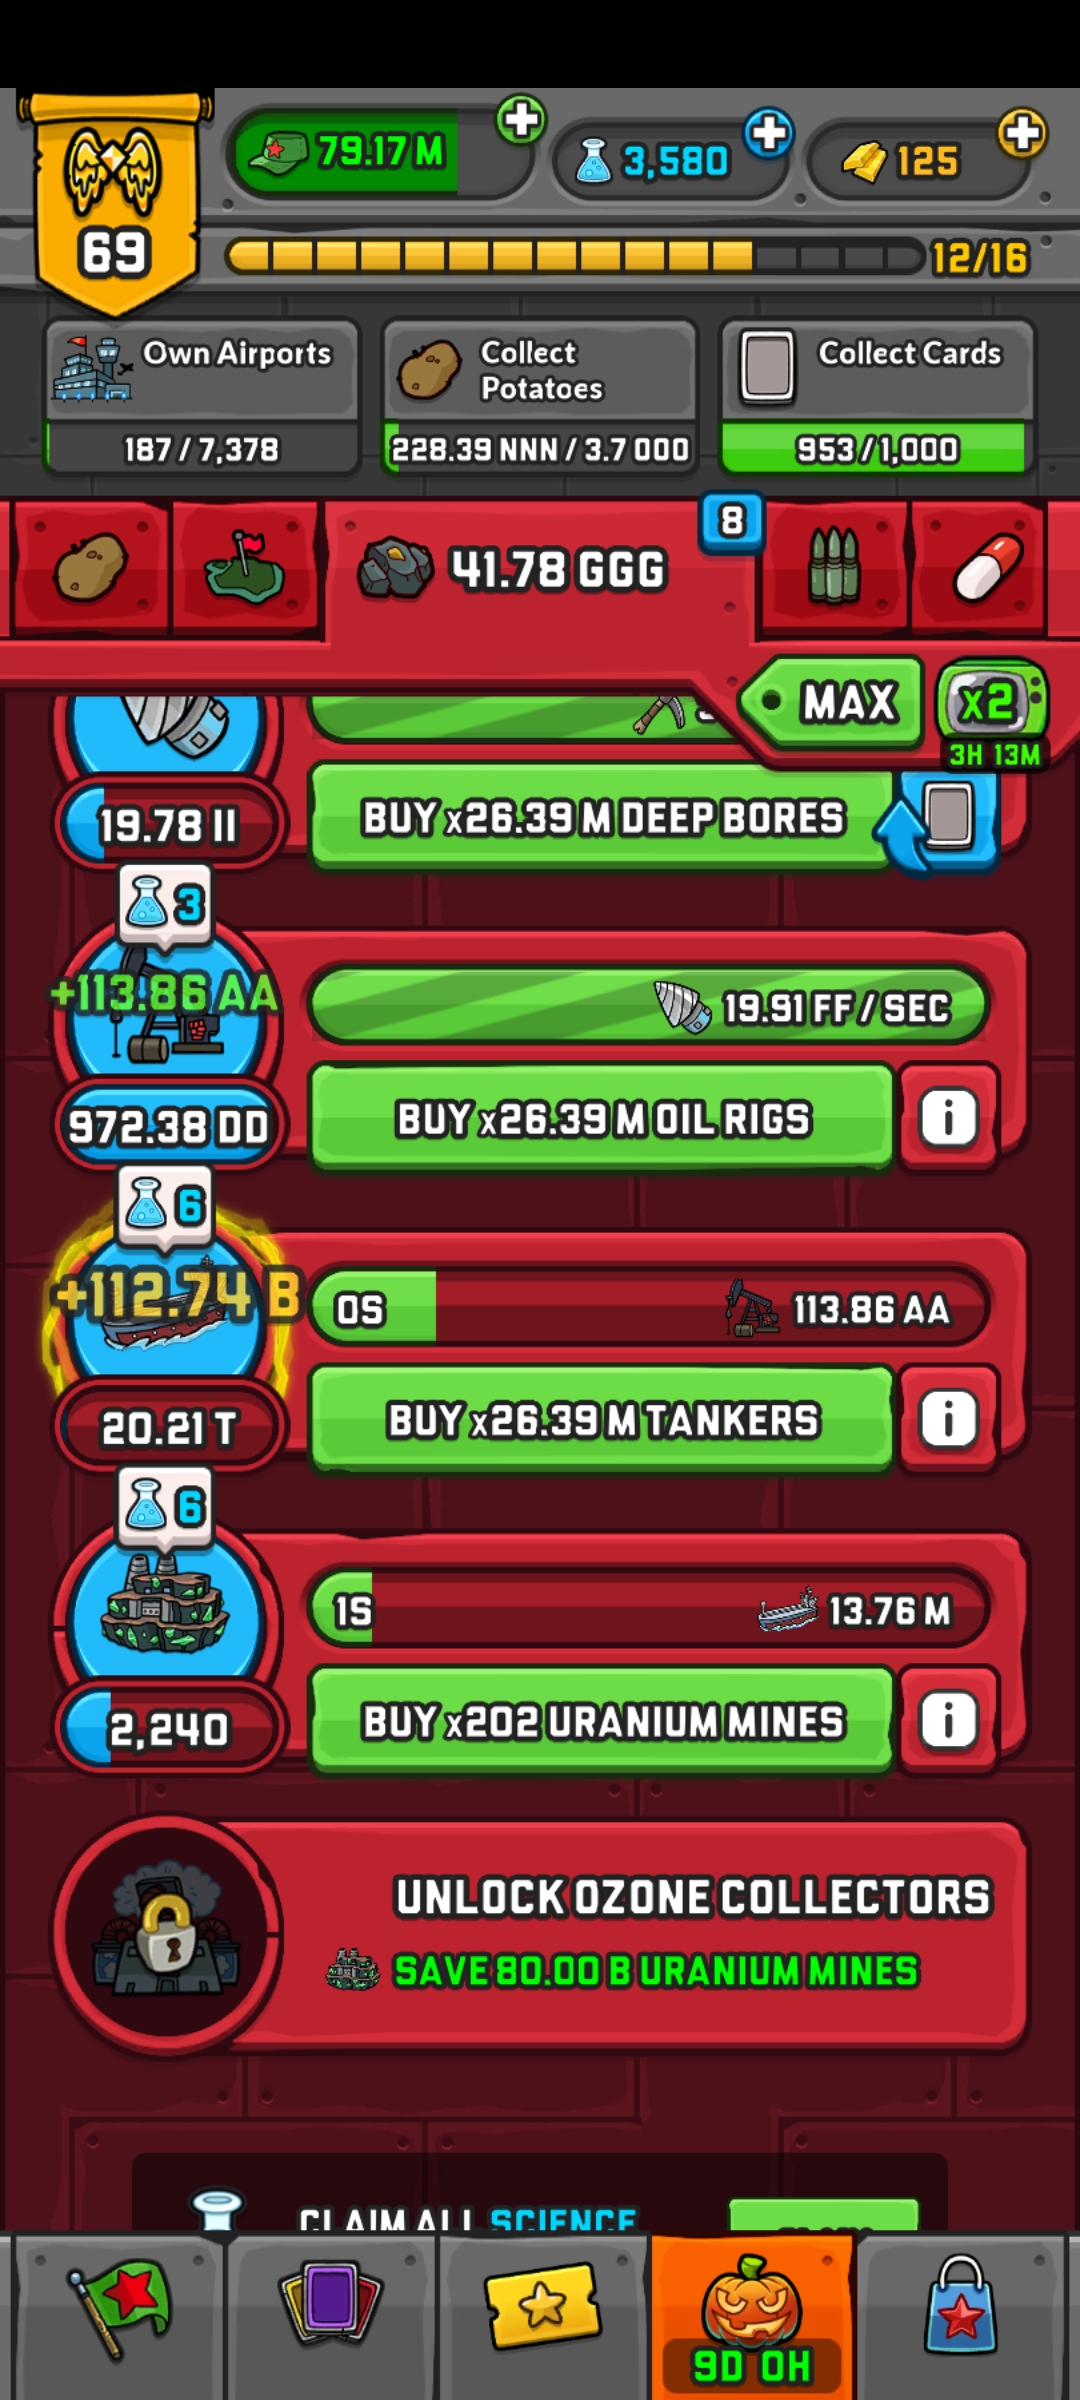 79.17 M
3,580
125
69
12/16
Own Airports
Collect
Potatoes
Collect Cards
187 / 7,378
228.39 NNN / 3.7 OOO
953 / 1,000
8
41.78 GGG
MAX
x2
3H 13M
19.78 II
BUY x26.39 M DEEP BORES
3
+113.86 AA
19.91 FF / SEC
972.38 DD
BUY x26.39 M OIL RIGS
i
6
+112.74 B
0S
113.86 AA
20.21 T
BUY x26.39 M TANKERS
i
6
1S
13.76 M
2,240
BUY x202 URANIUM MINES
i
UNLOCK OZONE COLLECTORS
SAVE 80.00 B URANIUM MINES
CLAIM ALL SCIENCE
9D 0H